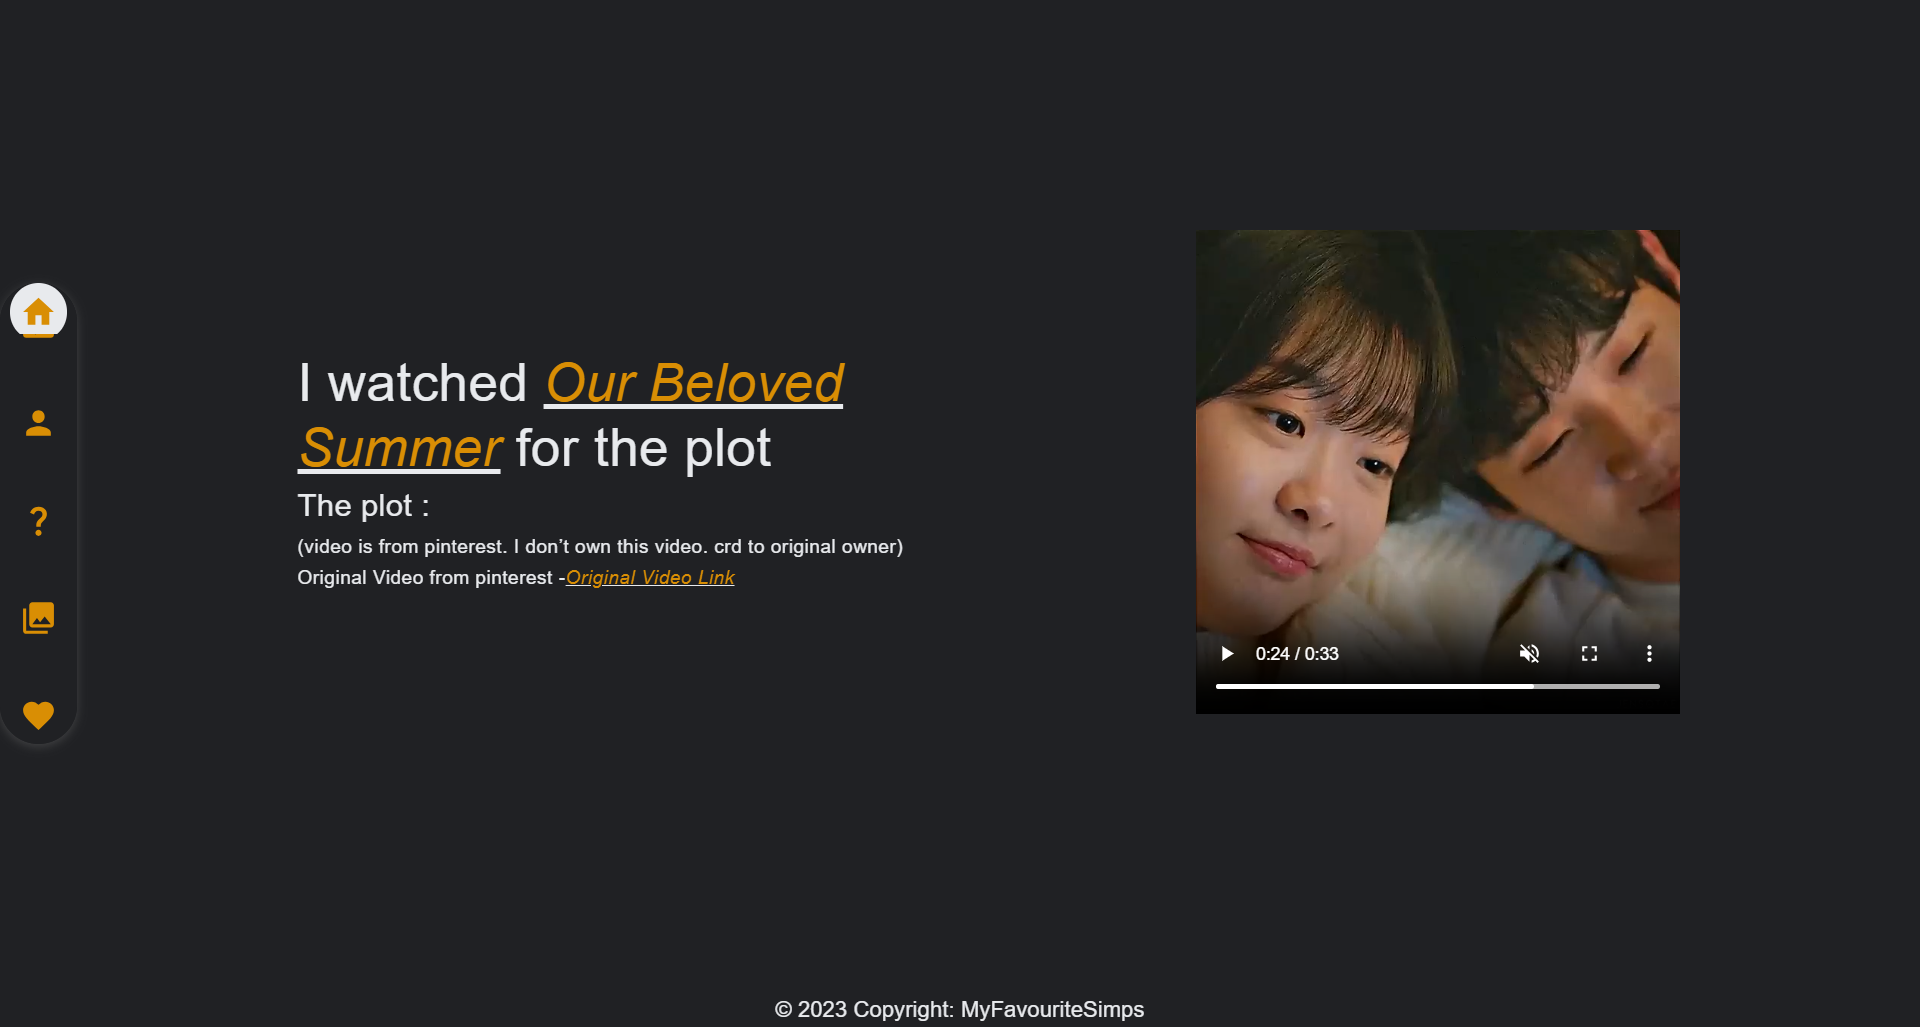 I watched Our Beloved
Summer for the plot
The plot :
(video is from pinterest. I don’t own this video. crd to original owner)
Original Video from pinterest -Original Video Link
0:24 / 0:33
© 2023 Copyright: MyFavouriteSimps